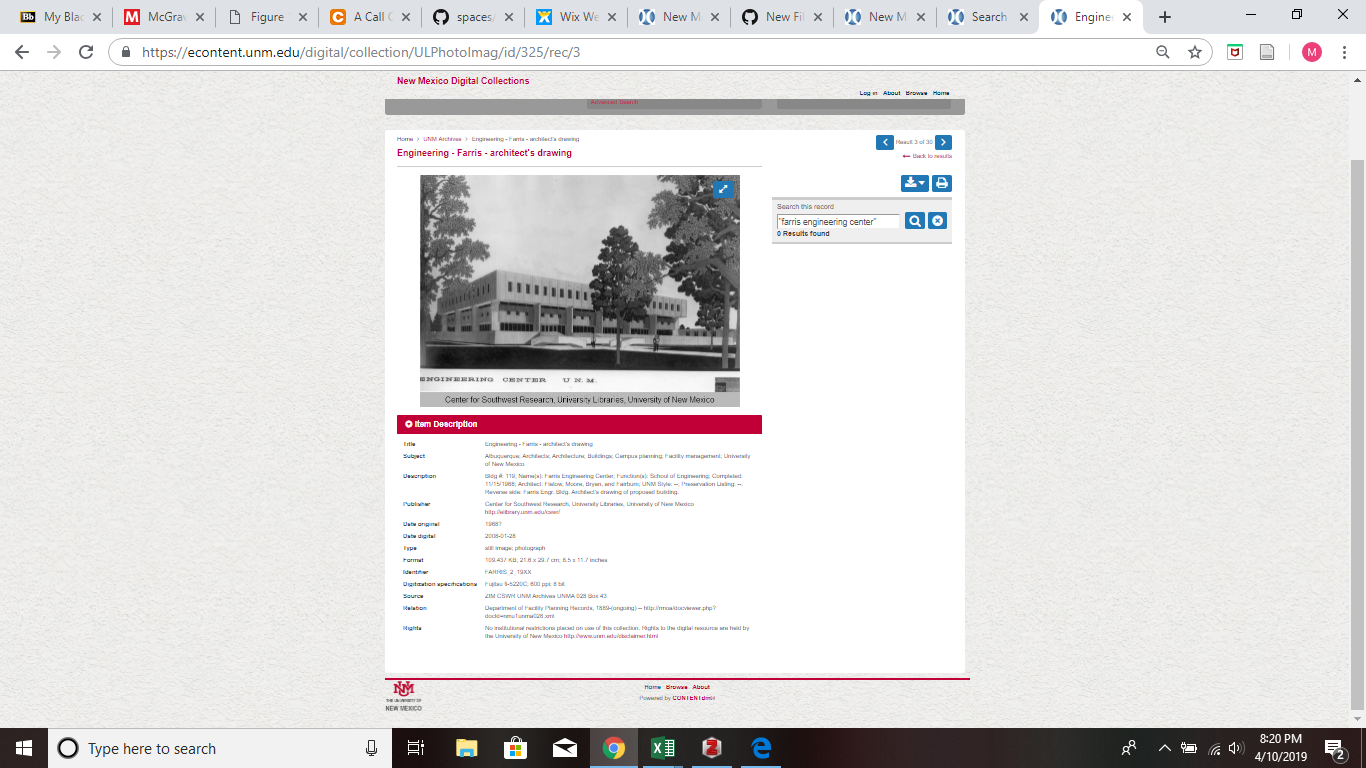 My Blac
McGrav
Figure
A Call C
spaces/
Wix We
New M
New Fil
New M
Search
Engine
https://econtent.unm.edu/digital/collection/ULPhotoImag/id/325/rec/3
M
New Mexico Digital Collections
Log in About Browse Home
Advanced Search
Home › UNM Archives › Engineering - Farris - architect's drawing
Result 3 of 30
Engineering - Farris - architect's drawing
Back to results
Search this record
"farris engineering center"
0 Results found
ENGINEERING CENTER U.N.M.
Center for Southwest Research, University Libraries, University of New Mexico
Item Description
Title Engineering - Farris - architect's drawing
Subject Albuquerque; Architects; Architecture; Buildings; Campus planning; Facility management; University
of New Mexico
Description Bldg #: 119; Name(s): Farris Engineering Center; Function(s): School of Engineering; Completed:
11/15/1968; Architect: Flatow, Moore, Bryan, and Fairburn; UNM Style: --; Preservation Listing: --.
Reverse side: Farris Engr. Bldg. Architect's drawing of proposed building.
Publisher Center for Southwest Research, University Libraries, University of New Mexico
http://elibrary.unm.edu/cswr/
Date original 1968?
Date digital 2008-01-28
Type still image; photograph
Format 109.437 KB; 21.6 x 29.7 cm; 8.5 x 11.7 inches
Identifier FARRIS_2_19XX
Digitization specifications Fujitsu fi-5220C; 600 ppi; 8 bit
Source ZIM CSWR UNM Archives UNMA 028 Box 43
Relation Department of Facility Planning Records, 1889-(ongoing) -- http://rmoa/docviewer.php?
docId=nmu1unma028.xml
Rights No institutional restrictions placed on use of this collection. Rights to the digital resource are held by
the University of New Mexico http://www.unm.edu/disclaimer.html
UNM
THE UNIVERSITY OF
NEW MEXICO
Home Browse About
Powered by CONTENTdm®
Type here to search
8:20 PM
4/10/2019
2